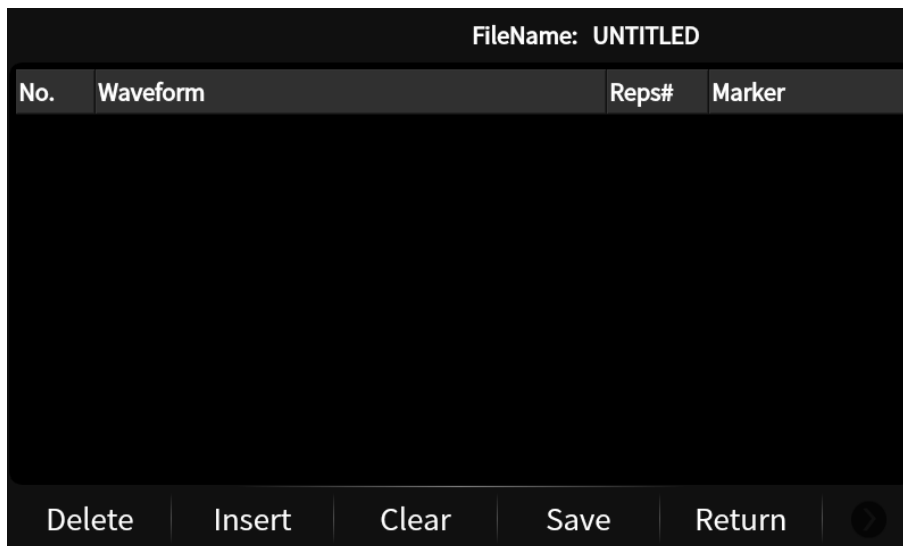 FileName: UNTITLED
No. Waveform Reps# Marker
Delete Insert Clear Save Return